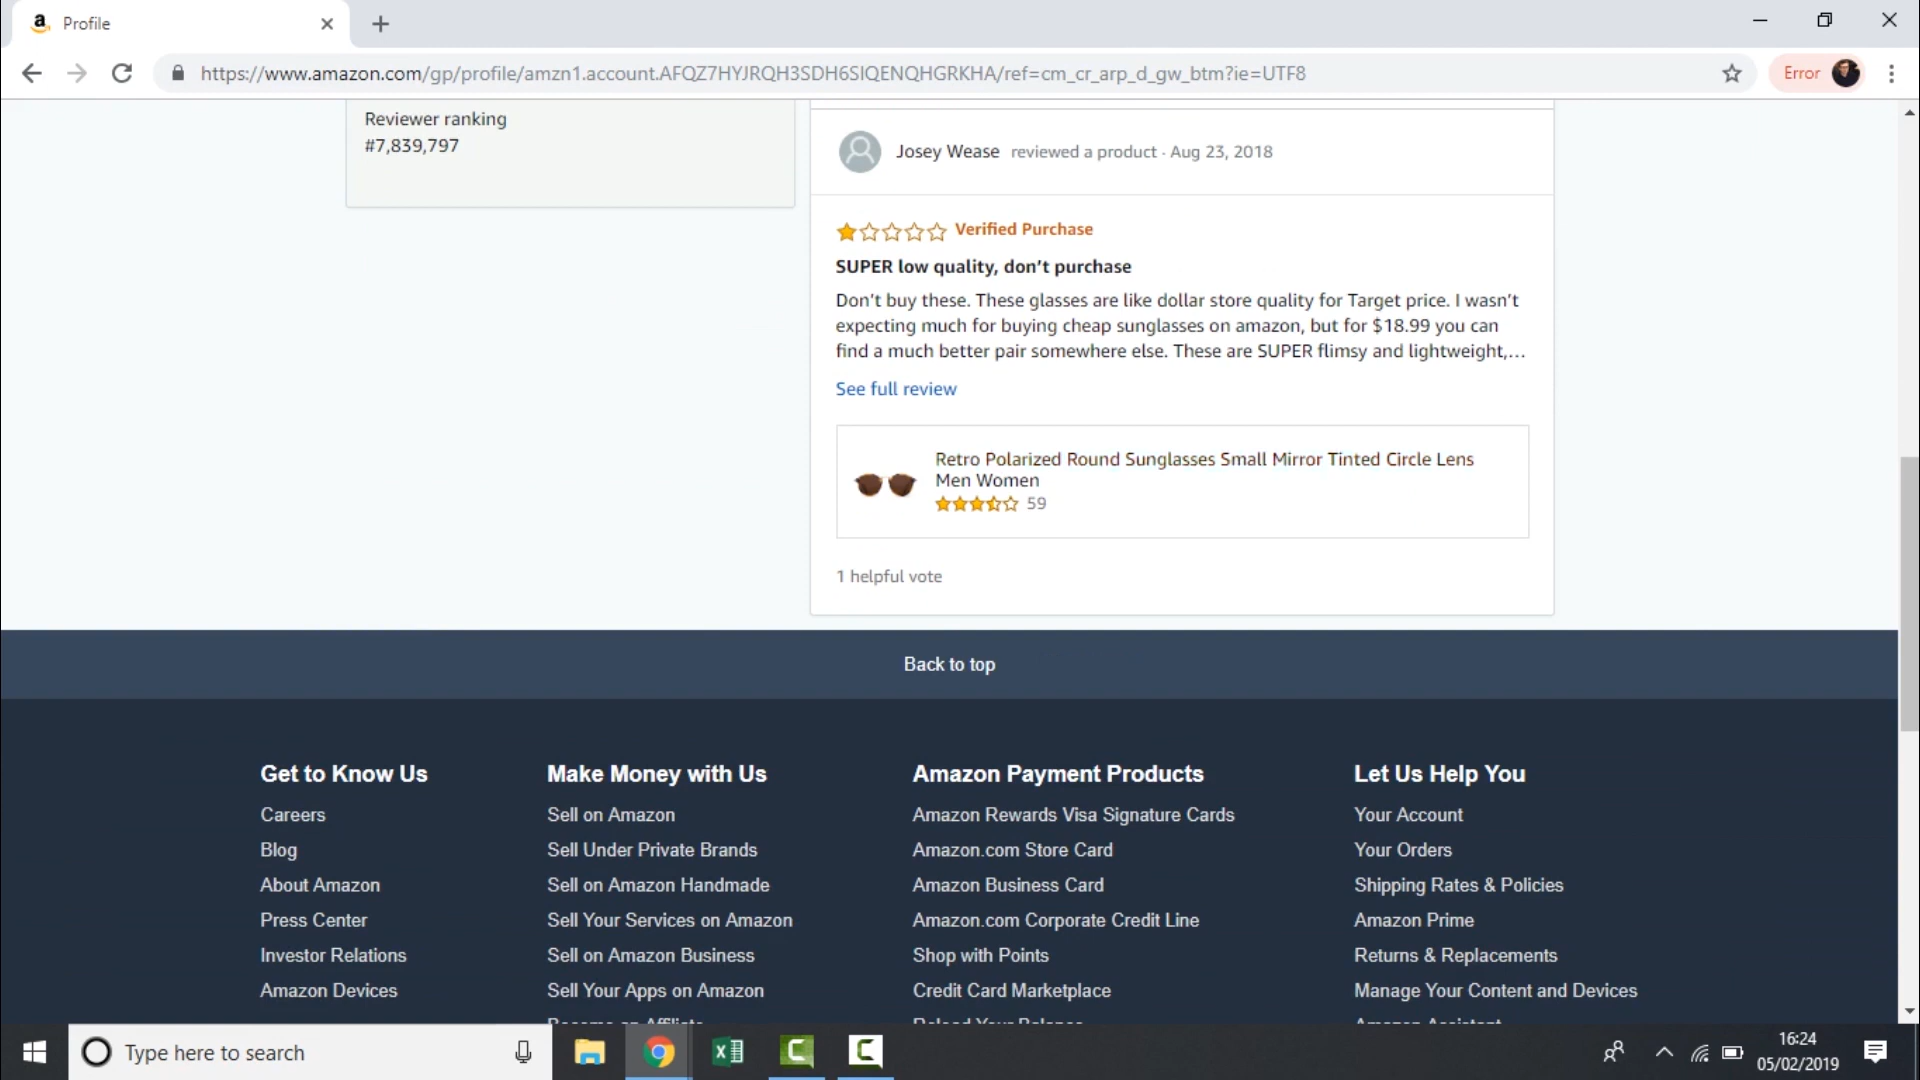 Profile
https://www.amazon.com/gp/profile/amzn1.account.AFQZ7HYJRQH3SDH6SIQENQHGRKHA/ref=cm_cr_arp_d_gw_btm?ie=UTF8
Error
Reviewer ranking
#7,839,797
Josey Wease reviewed a product · Aug 23, 2018
Verified Purchase
SUPER low quality, don’t purchase
Don’t buy these. These glasses are like dollar store quality for Target price. I wasn’t
expecting much for buying cheap sunglasses on amazon, but for $18.99 you can
find a much better pair somewhere else. These are SUPER flimsy and lightweight,…
See full review
Retro Polarized Round Sunglasses Small Mirror Tinted Circle Lens
Men Women
59
1 helpful vote
Back to top
Get to Know Us
Careers
Blog
About Amazon
Press Center
Investor Relations
Amazon Devices
Make Money with Us
Sell on Amazon
Sell Under Private Brands
Sell on Amazon Handmade
Sell Your Services on Amazon
Sell on Amazon Business
Sell Your Apps on Amazon
Become an Affiliate
Amazon Payment Products
Amazon Rewards Visa Signature Cards
Amazon.com Store Card
Amazon Business Card
Amazon.com Corporate Credit Line
Shop with Points
Credit Card Marketplace
Reload Your Balance
Let Us Help You
Your Account
Your Orders
Shipping Rates & Policies
Amazon Prime
Returns & Replacements
Manage Your Content and Devices
Amazon Assistant
Type here to search
16:24
05/02/2019